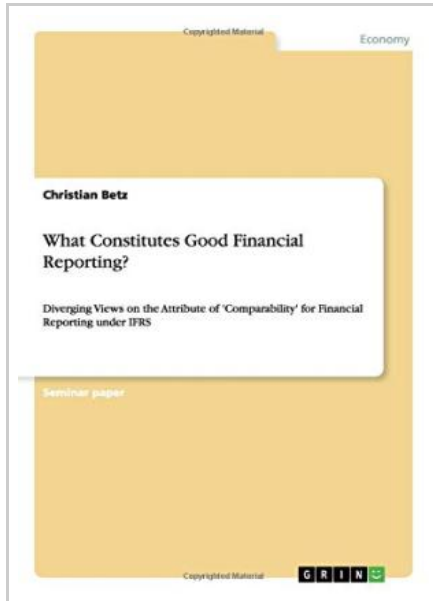 Copyrighted Material
Economy
Christian Betz
What Constitutes Good Financial
Reporting?
Diverging Views on the Attribute of 'Comparability' for Financial
Reporting under IFRS
Seminar paper
Copyrighted Material
GRIN